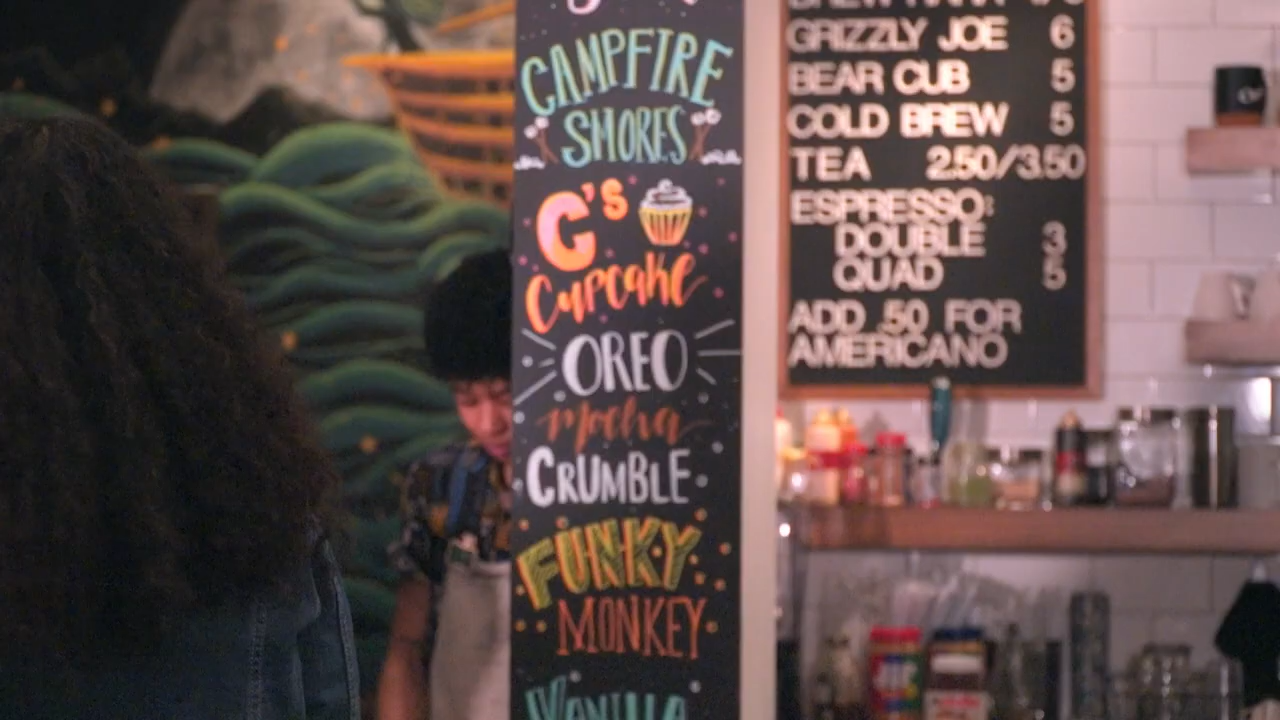 CAMPFIRE
SMORES
G's
Cupcake
OREO
mocha
CRUMBLE
FUNKY
MONKEY
VANILLA
GRIZZLY JOE 6
BEAR CUB 5
COLD BREW 5
TEA 2.50/3.50
ESPRESSO:
DOUBLE 3
QUAD 5
ADD .50 FOR
AMERICANO